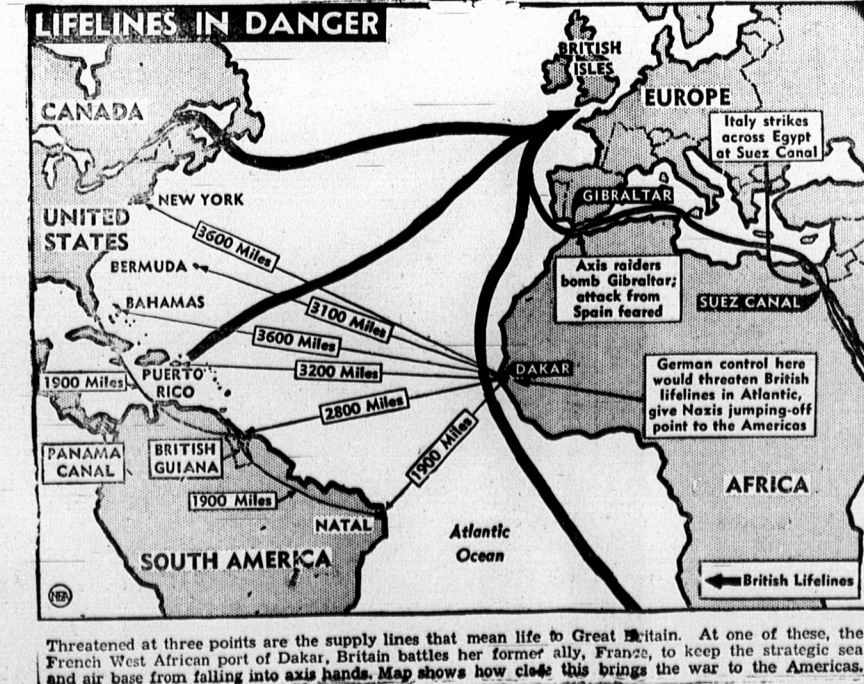 LIFELINES IN DANGER
BRITISH
ISLES
CANADA
EUROPE
Italy strikes
across Egypt
at Suez Canal
NEW YORK
GIBRALTAR
UNITED
STATES
3600 Miles
BERMUDA
Axis raiders
bomb Gibraltar;
attack from
Spain feared
BAHAMAS
3100 Miles
SUEZ CANAL
3600 Miles
DAKAR
3200 Miles
1900 Miles
PUERTO
RICO
German control here
would threaten British
lifelines in Atlantic,
give Nazis jumping-off
point to the Americas
2800 Miles
1900 Miles
PANAMA
CANAL
BRITISH
GUIANA
AFRICA
1900 Miles
NATAL
Atlantic
Ocean
SOUTH AMERICA
British Lifelines
NEA
Threatened at three points are the supply lines that mean life to Great Britain. At one of these, the
French West African port of Dakar, Britain battles her former ally, France, to keep the strategic sea
and air base from falling into axis hands. Map shows how close this brings the war to the Americas.